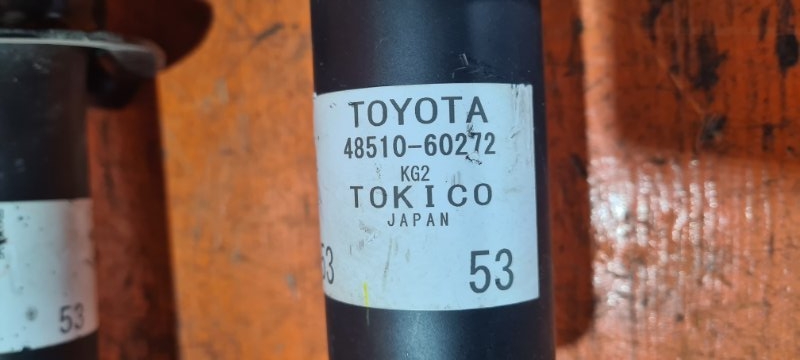 TOYOTA
48510-60272
KG2
TOKICO
JAPAN
53
53
53